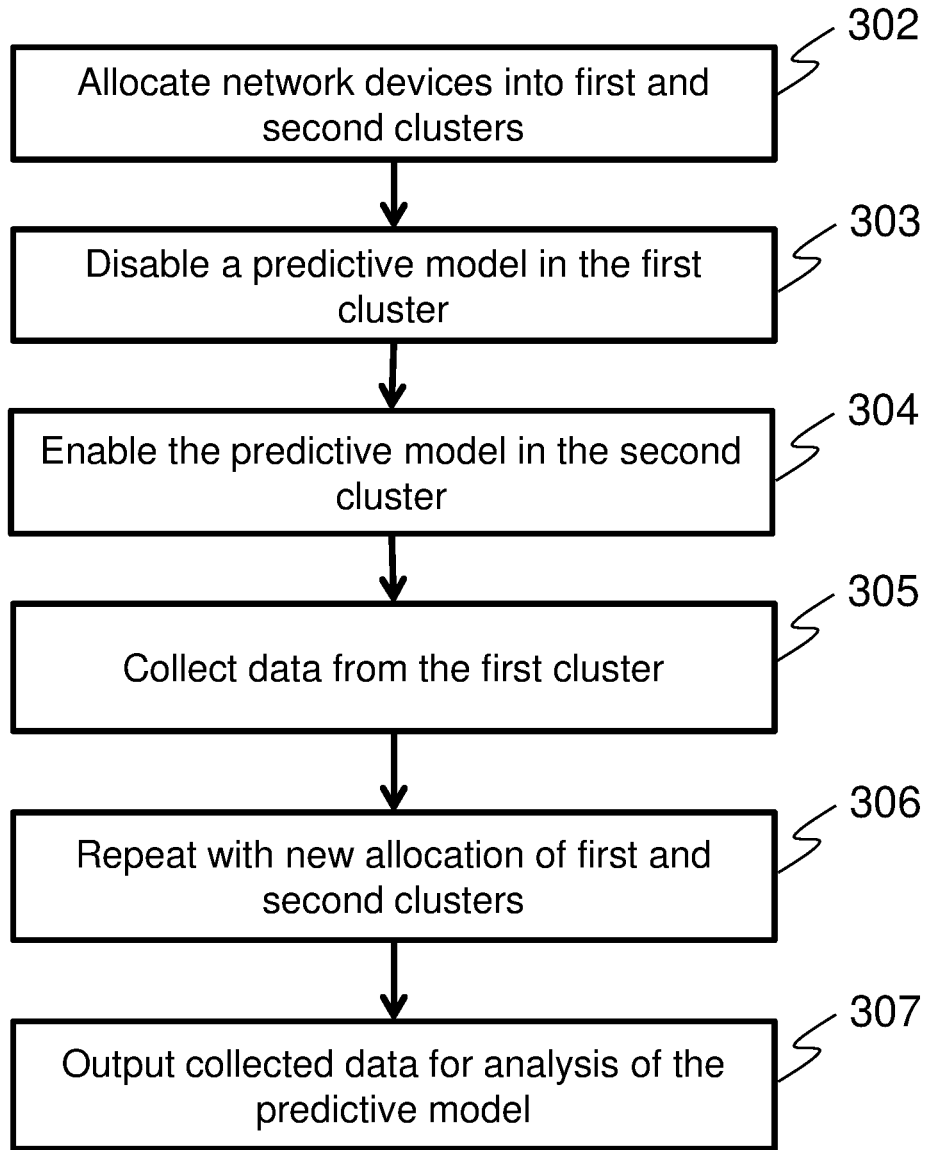 302
Allocate network devices into first and
second clusters
303
Disable a predictive model in the first
cluster
304
Enable the predictive model in the second
cluster
305
Collect data from the first cluster
306
Repeat with new allocation of first and
second clusters
307
Output collected data for analysis of the
predictive model